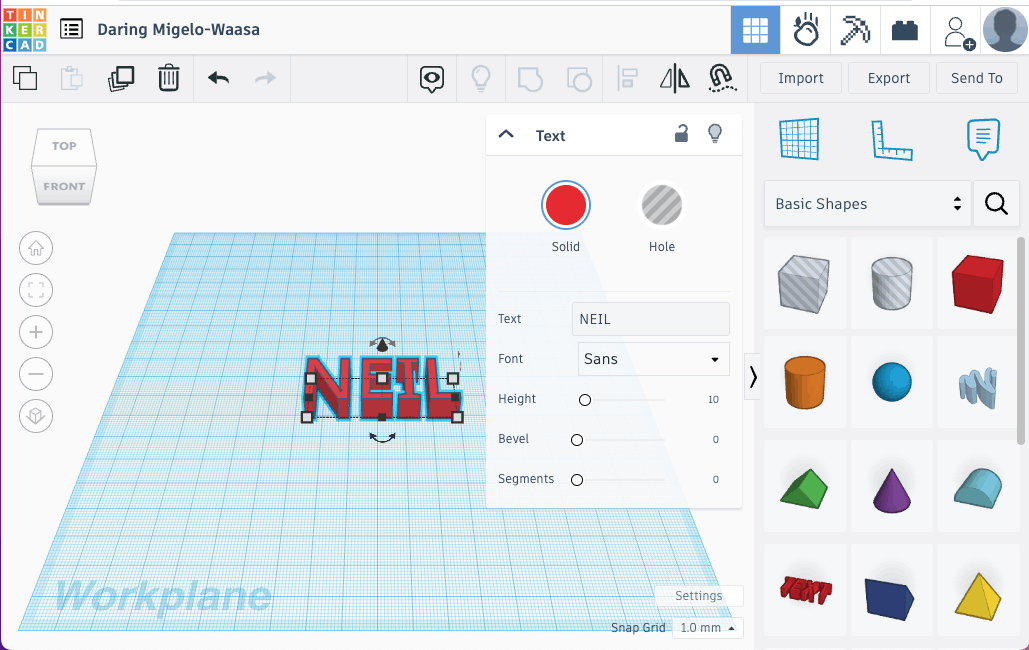 TIN
KER
CAD
Daring Migelo-Waasa
Import
Export
Send To
TOP
FRONT
Text
Solid
Hole
Text
NEIL
Font
Sans
Height
10
Bevel
0
Segments
0
NEIL
Workplane
Settings
Snap Grid
1.0 mm
Basic Shapes
TEXT